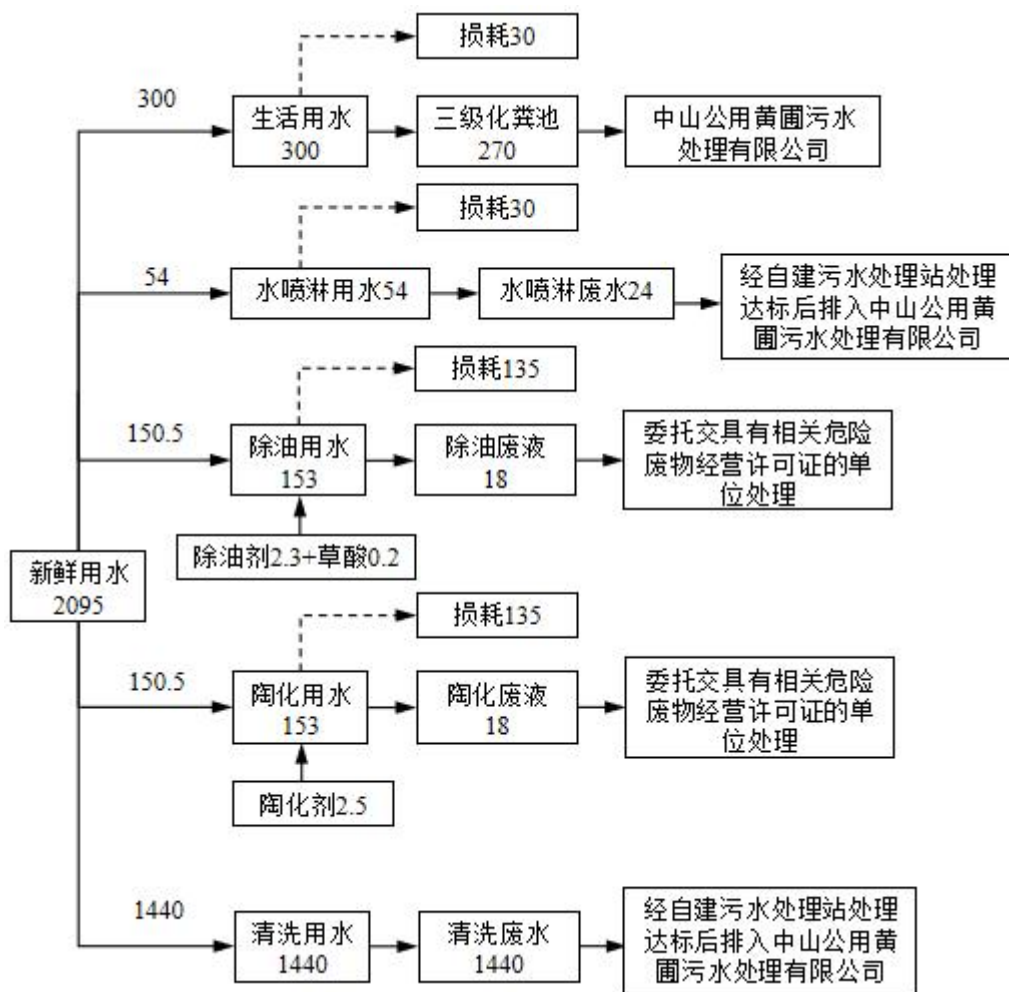 损耗30
300
生活用水
300
三级化粪池
270
中山公用黄圃污水
处理有限公司
损耗30
54
水喷淋用水54
水喷淋废水24
经自建污水处理站处理
达标后排入中山公用黄
圃污水处理有限公司
损耗135
150.5
除油用水
153
除油废液
18
委托交具有相关危险
废物经营许可证的单
位处理
除油剂2.3+草酸0.2
新鲜用水
2095
损耗135
150.5
陶化用水
153
陶化废液
18
委托交具有相关危险
废物经营许可证的单
位处理
陶化剂2.5
1440
清洗用水
1440
清洗废水
1440
经自建污水处理站处理
达标后排入中山公用黄
圃污水处理有限公司